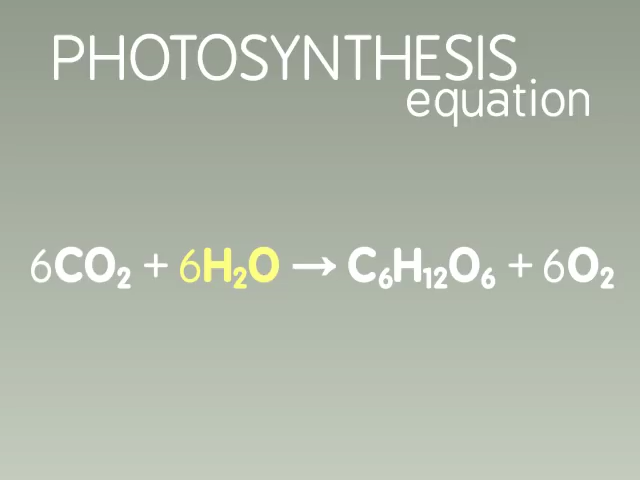 PHOTOSYNTHESIS
equation
6CO₂ + 6H₂O → C₆H₁₂O₆ + 6O₂